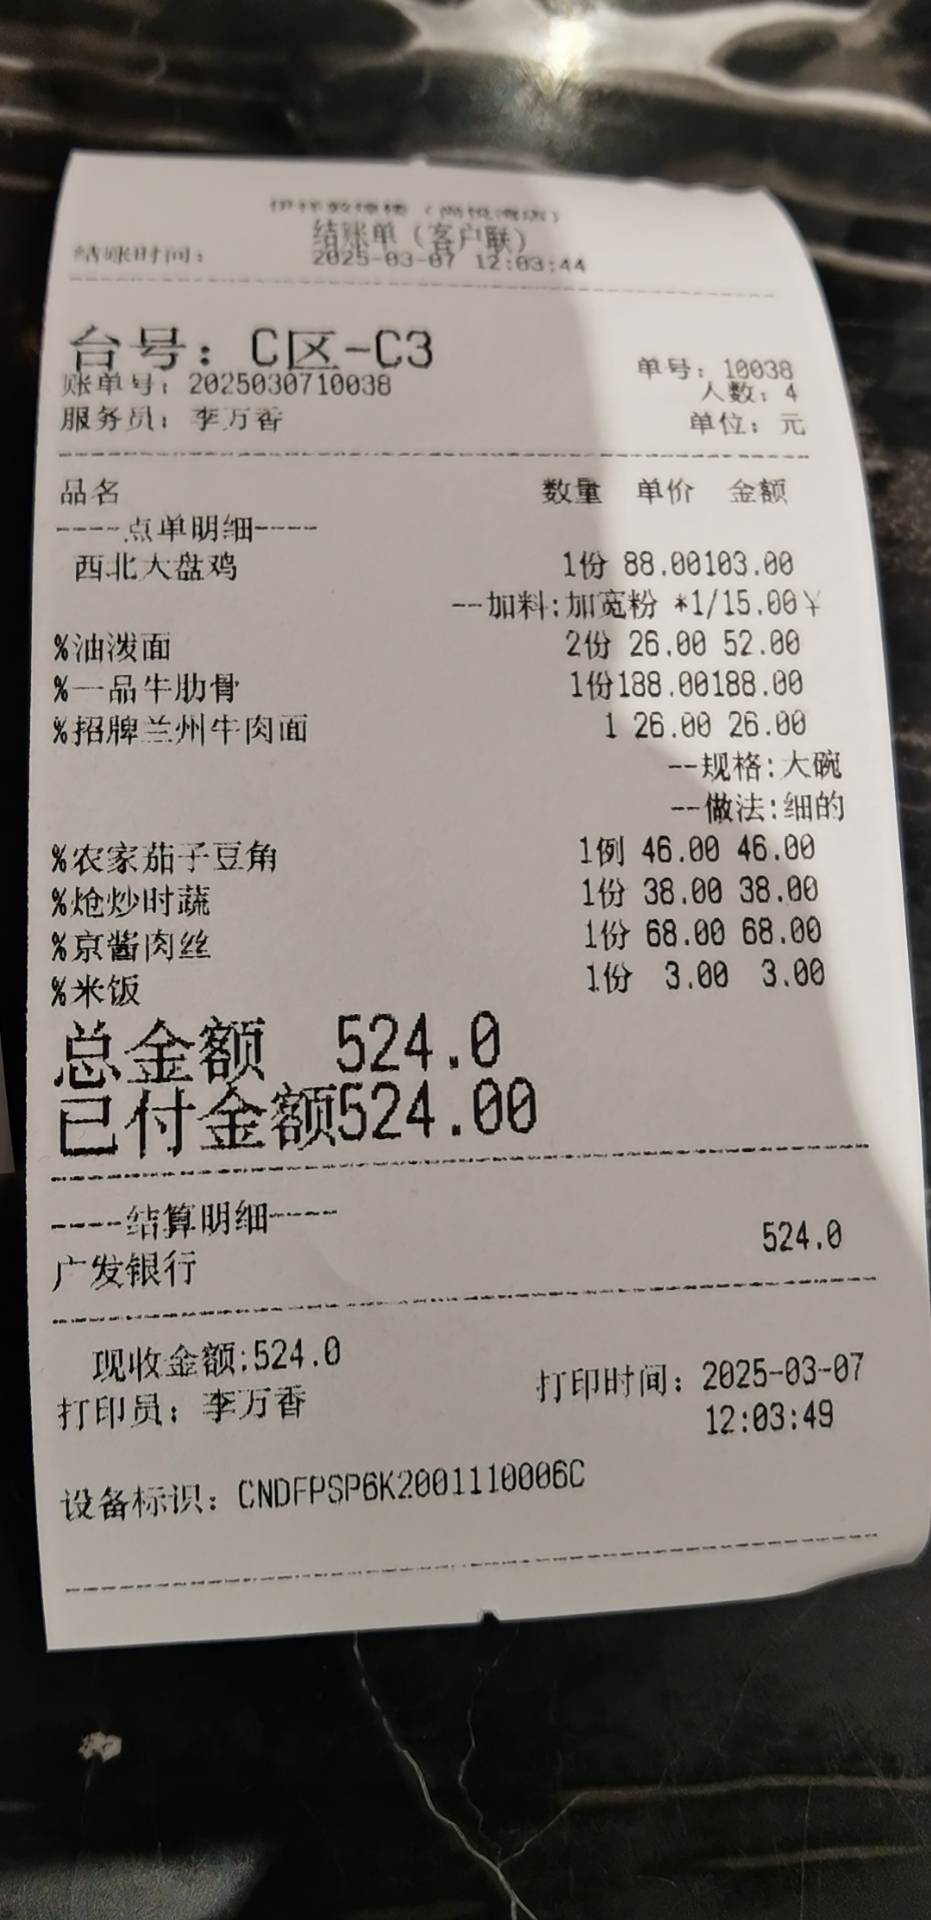 伊祥敦煌楼（尚悦湾店）
结账单（客户联）
结账时间： 2025-03-07 12:03:44
台号：C区-C3
单号：10038
账单号：2025030710038
人数：4
服务员：李万香
单位：元
品名 数量 单价 金额
----点单明细----
西北大盘鸡 1份 88.00103.00
--加料:加宽粉 *1/15.00¥
%油泼面 2份 26.00 52.00
%一品牛肋骨 1份188.00188.00
%招牌兰州牛肉面 1 26.00 26.00
--规格:大碗
--做法:细的
%农家茄子豆角 1例 46.00 46.00
%炝炒时蔬 1份 38.00 38.00
%京酱肉丝 1份 68.00 68.00
%米饭 1份 3.00 3.00
总金额 524.0
已付金额524.00
----结算明细----
广发银行 524.0
现收金额:524.0
打印员：李万香 打印时间：2025-03-07
12:03:49
设备标识：CNDFPSP6K2001110006C